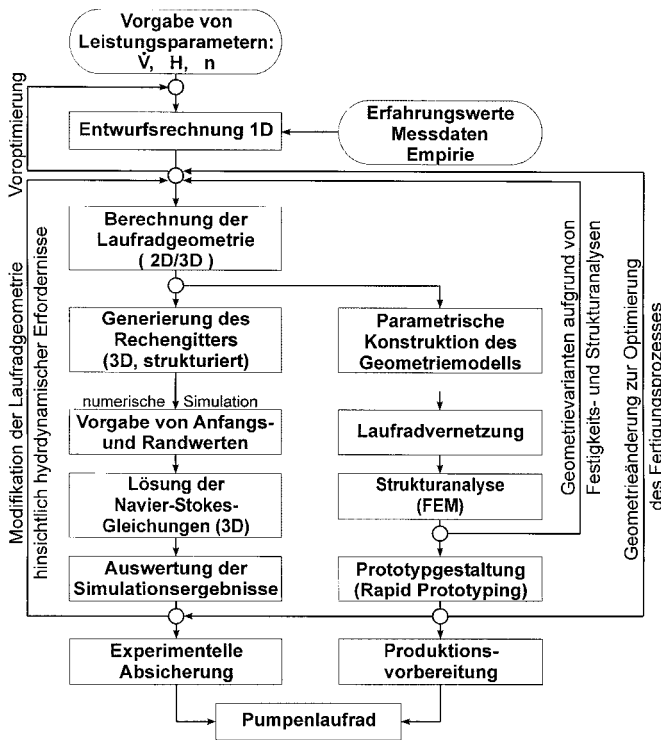 Vorgabe von
Leistungsparametern:
V̇, H, n
Voroptimierung
Entwurfsrechnung 1D
Erfahrungswerte
Messdaten
Empirie
Berechnung der
Laufradgeometrie
( 2D/3D )
Generierung des
Rechengitters
(3D, strukturiert)
Parametrische
Konstruktion des
Geometriemodells
numerische Simulation
Vorgabe von Anfangs-
und Randwerten
Laufradvernetzung
Lösung der
Navier-Stokes-
Gleichungen (3D)
Strukturanalyse
(FEM)
Auswertung der
Simulationsergebnisse
Prototypgestaltung
(Rapid Prototyping)
Experimentelle
Absicherung
Produktions-
vorbereitung
Pumpenlaufrad
Modifikation der Laufradgeometrie
hinsichtlich hydrdynamischer Erfordernisse
Geometrievarianten aufgrund von
Festigkeits- und Strukturanalysen
Geometrieänderung zur Optimierung
des Fertigungsprozesses